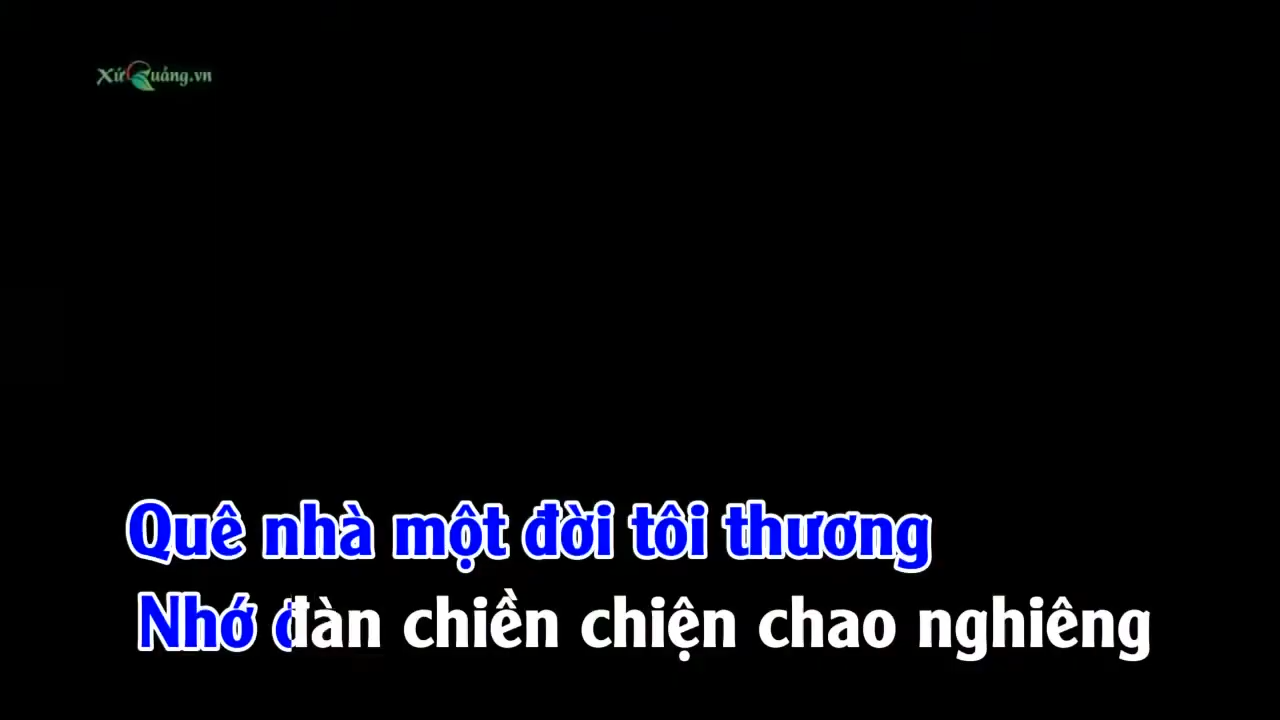 XứQuảng.vn
Quê nhà một đời tôi thương
Nhớ đàn chiền chiện chao nghiêng